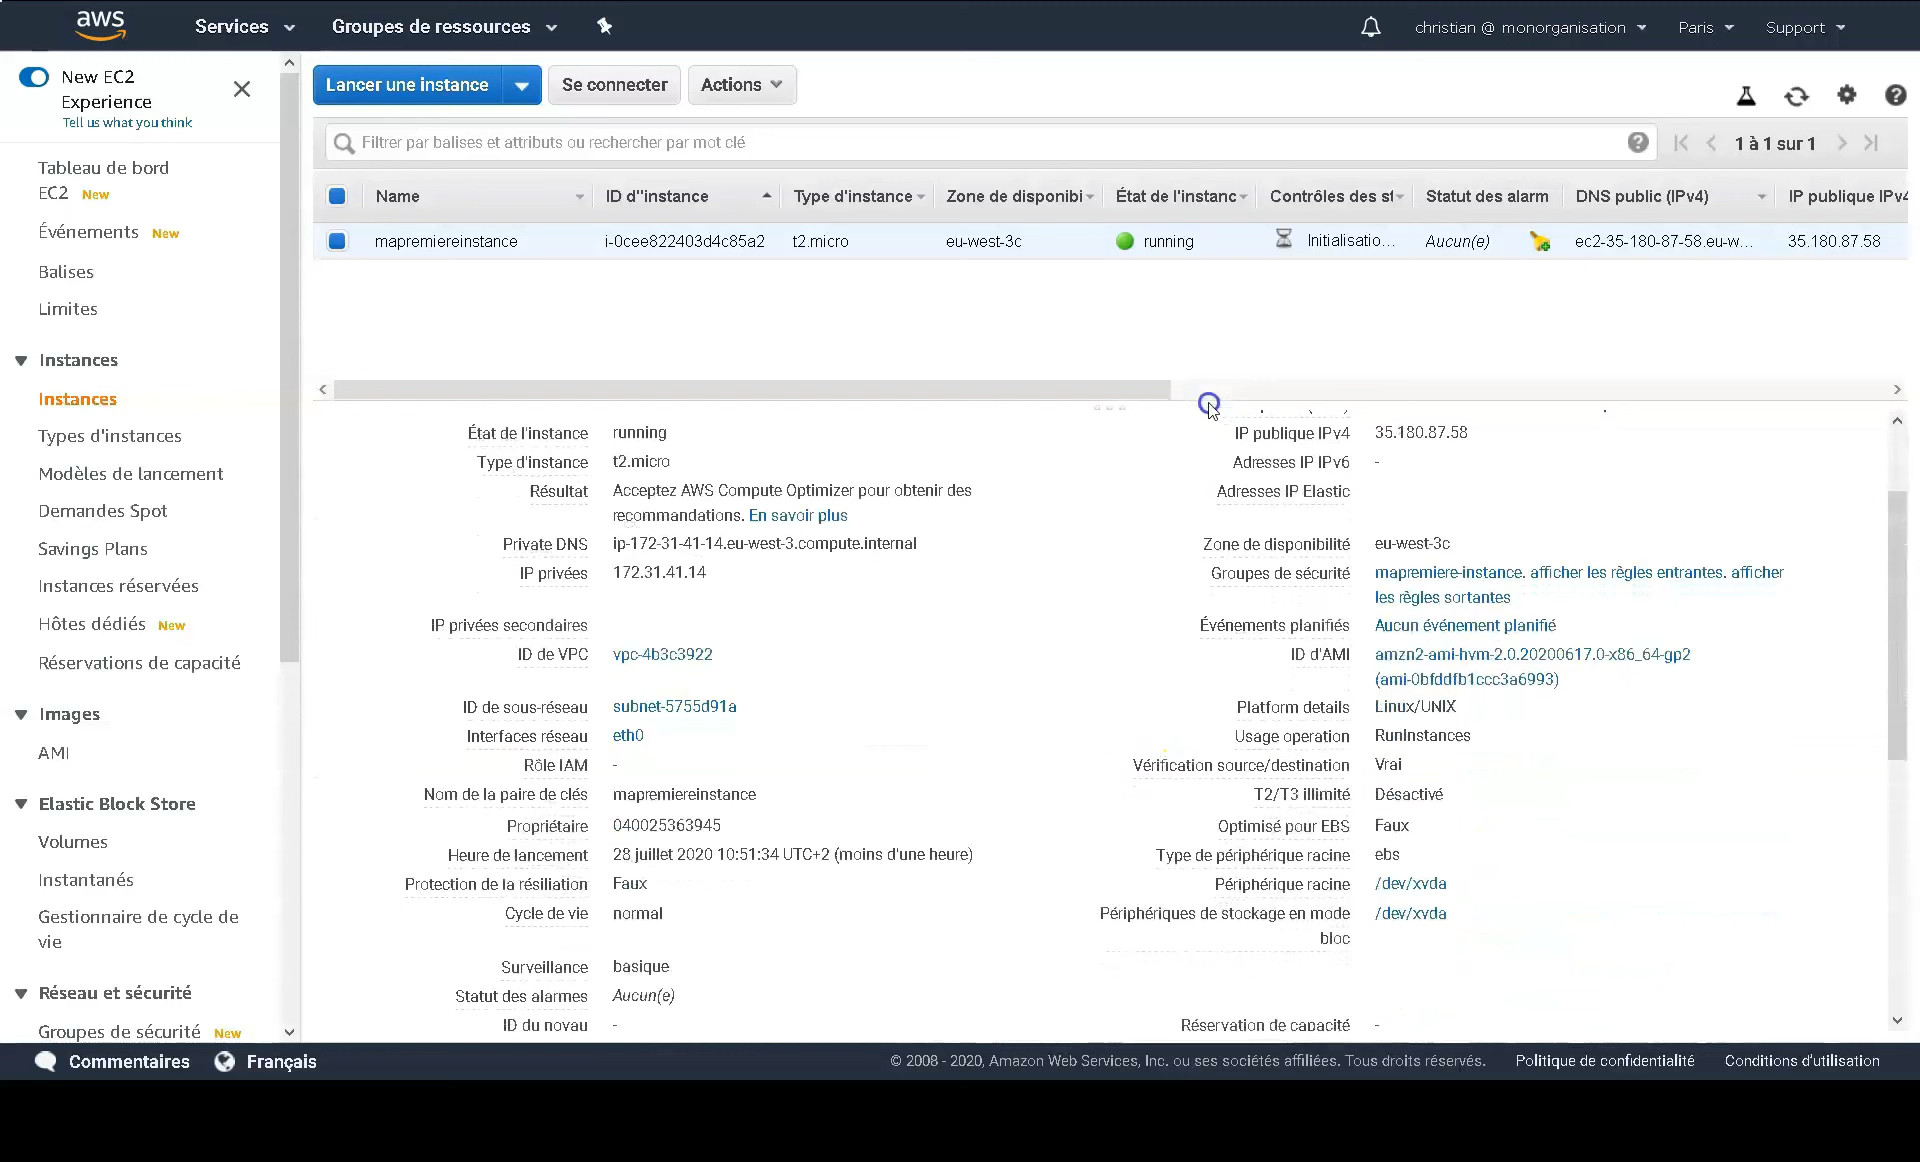 aws
Services
Groupes de ressources
christian @ monorganisation
Paris
Support
New EC2
Experience
Tell us what you think
Tableau de bord
EC2 New
Événements New
Balises
Limites
Instances
Instances
Types d'instances
Modèles de lancement
Demandes Spot
Savings Plans
Instances réservées
Hôtes dédiés New
Réservations de capacité
Images
AMI
Elastic Block Store
Volumes
Instantanés
Gestionnaire de cycle de
vie
Réseau et sécurité
Groupes de sécurité New
Lancer une instance
Se connecter
Actions
Filtrer par balises et attributs ou rechercher par mot clé
1 à 1 sur 1
Name ID d''instance Type d'instance Zone de disponibi État de l'instanc Contrôles des st Statut des alarm DNS public (IPv4) IP publique IPv4
mapremiereinstance i-0cee822403d4c85a2 t2.micro eu-west-3c running Initialisatio... Aucun(e) ec2-35-180-87-58.eu-w... 35.180.87.58
État de l'instance running
Type d'instance t2.micro
Résultat Acceptez AWS Compute Optimizer pour obtenir des
recommandations. En savoir plus
Private DNS ip-172-31-41-14.eu-west-3.compute.internal
IP privées 172.31.41.14
IP privées secondaires
ID de VPC vpc-4b3c3922
ID de sous-réseau subnet-5755d91a
Interfaces réseau eth0
Rôle IAM -
Nom de la paire de clés mapremiereinstance
Propriétaire 040025363945
Heure de lancement 28 juillet 2020 10:51:34 UTC+2 (moins d'une heure)
Protection de la résiliation Faux
Cycle de vie normal
Surveillance basique
Statut des alarmes Aucun(e)
ID du noyau -
IP publique IPv4 35.180.87.58
Adresses IP IPv6 -
Adresses IP Elastic
Zone de disponibilité eu-west-3c
Groupes de sécurité mapremiere-instance. afficher les règles entrantes. afficher
les règles sortantes
Événements planifiés Aucun événement planifié
ID d'AMI amzn2-ami-hvm-2.0.20200617.0-x86_64-gp2
(ami-0bfddfb1ccc3a6993)
Platform details Linux/UNIX
Usage operation RunInstances
Vérification source/destination Vrai
T2/T3 illimité Désactivé
Optimisé pour EBS Faux
Type de périphérique racine ebs
Périphérique racine /dev/xvda
Périphériques de stockage en mode /dev/xvda
bloc
Réservation de capacité -
Commentaires
Français
© 2008 - 2020, Amazon Web Services, Inc. ou ses sociétés affiliées. Tous droits réservés.
Politique de confidentialité
Conditions d'utilisation